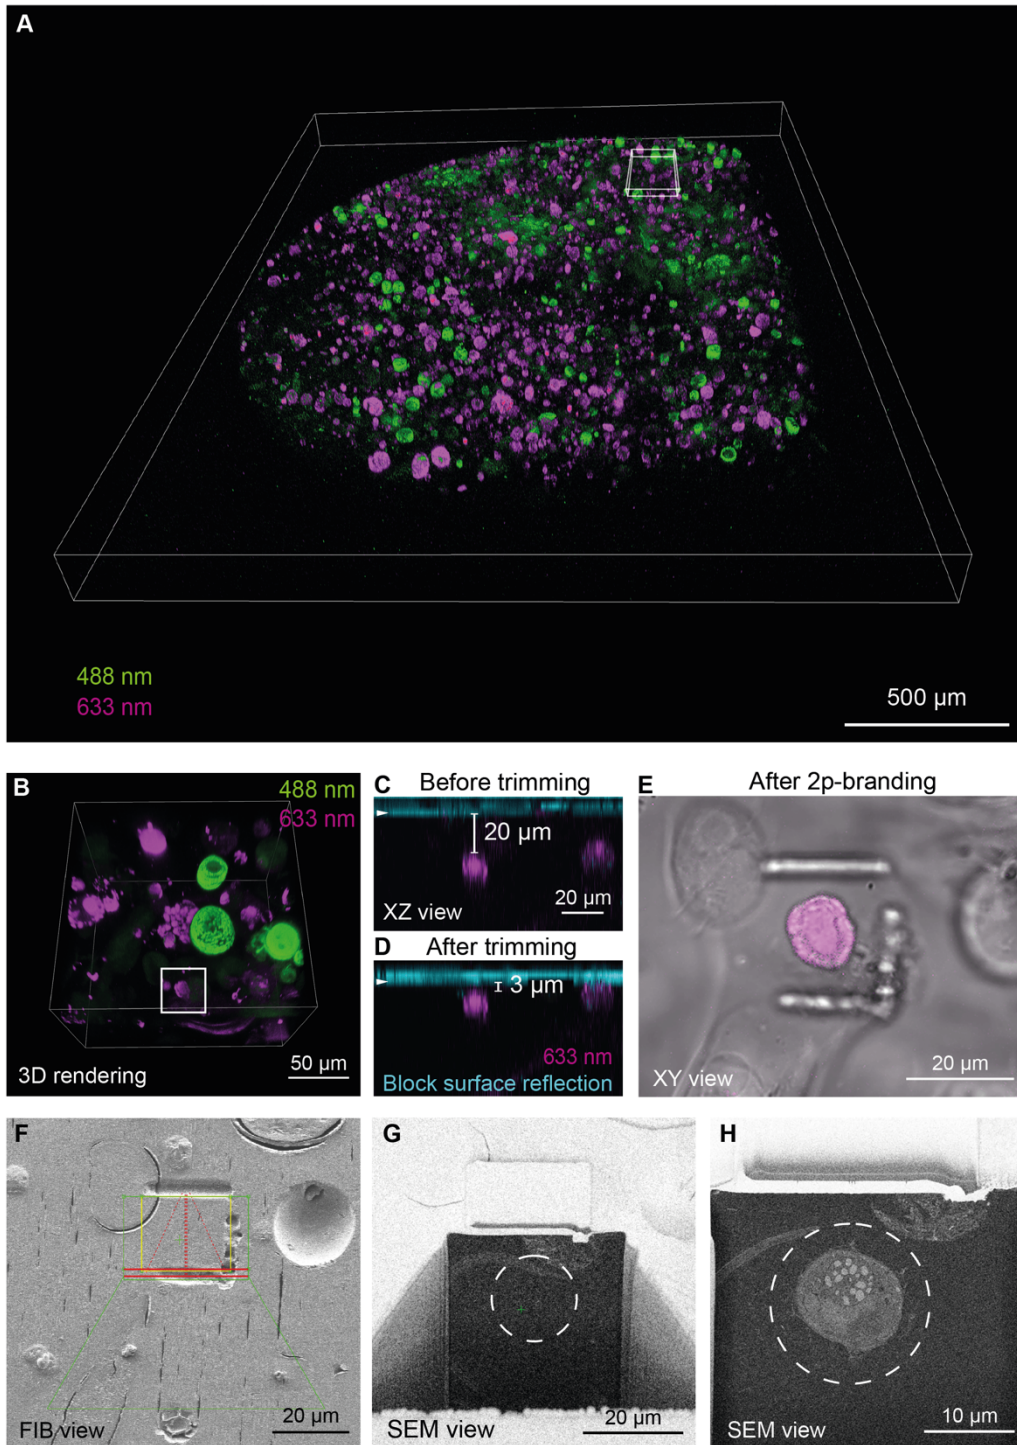 A
488 nm
633 nm
500 µm
B
488 nm
633 nm
3D rendering
50 µm
C
Before trimming
20 µm
XZ view
20 µm
D
After trimming
3 µm
633 nm
Block surface reflection
E
After 2p-branding
XY view
20 µm
F
FIB view
20 µm
G
SEM view
20 µm
H
SEM view
10 µm